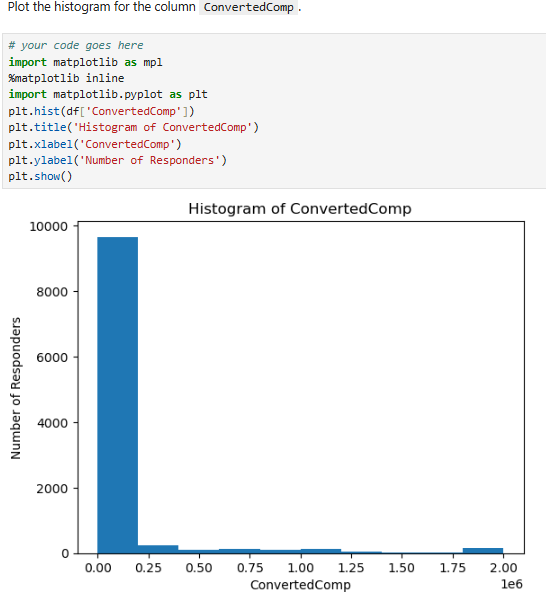 Plot the histogram for the column ConvertedComp.
# your code goes here
import matplotlib as mpl
%matplotlib inline
import matplotlib.pyplot as plt
plt.hist(df['ConvertedComp'])
plt.title('Histogram of ConvertedComp')
plt.xlabel('ConvertedComp')
plt.ylabel('Number of Responders')
plt.show()
Histogram of ConvertedComp
Number of Responders
10000
8000
6000
4000
2000
0
0.00 0.25 0.50 0.75 1.00 1.25 1.50 1.75 2.00
1e6
ConvertedComp